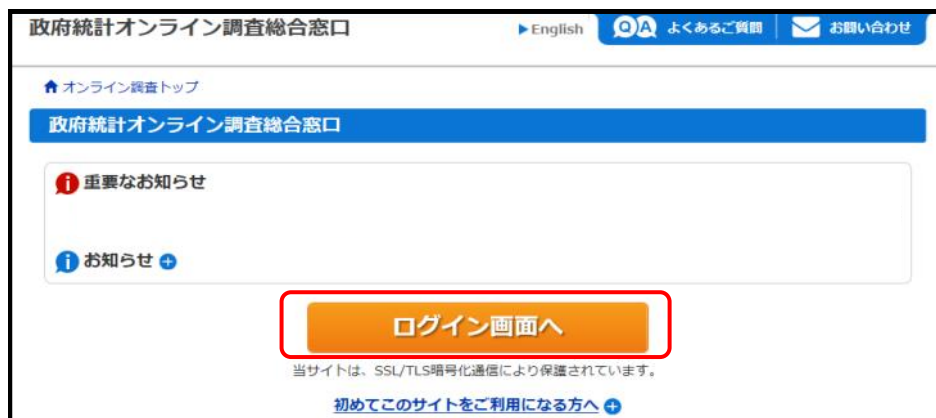 政府統計オンライン調査総合窓口
▶English
QA よくあるご質問
お問い合わせ
オンライン調査トップ
政府統計オンライン調査総合窓口
重要なお知らせ
お知らせ
ログイン画面へ
当サイトは、SSL/TLS暗号化通信により保護されています。
初めてこのサイトをご利用になる方へ